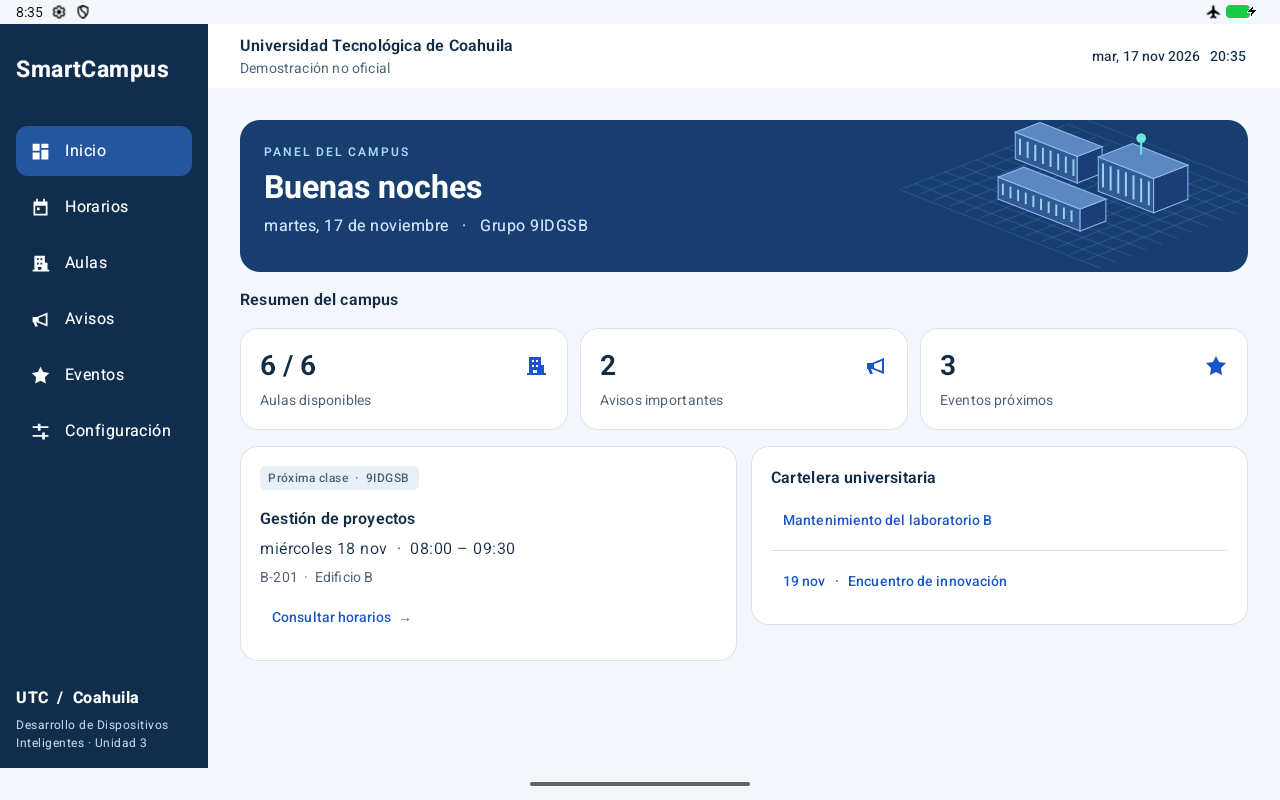 8:35
SmartCampus
Inicio
Horarios
Aulas
Avisos
Eventos
Configuración
UTC / Coahuila
Desarrollo de Dispositivos
Inteligentes · Unidad 3
Universidad Tecnológica de Coahuila
Demostración no oficial
mar, 17 nov 2026 20:35
PANEL DEL CAMPUS
Buenas noches
martes, 17 de noviembre · Grupo 9IDGSB
Resumen del campus
6 / 6
Aulas disponibles
2
Avisos importantes
3
Eventos próximos
Próxima clase · 9IDGSB
Gestión de proyectos
miércoles 18 nov · 08:00 – 09:30
B-201 · Edificio B
Consultar horarios →
Cartelera universitaria
Mantenimiento del laboratorio B
19 nov · Encuentro de innovación